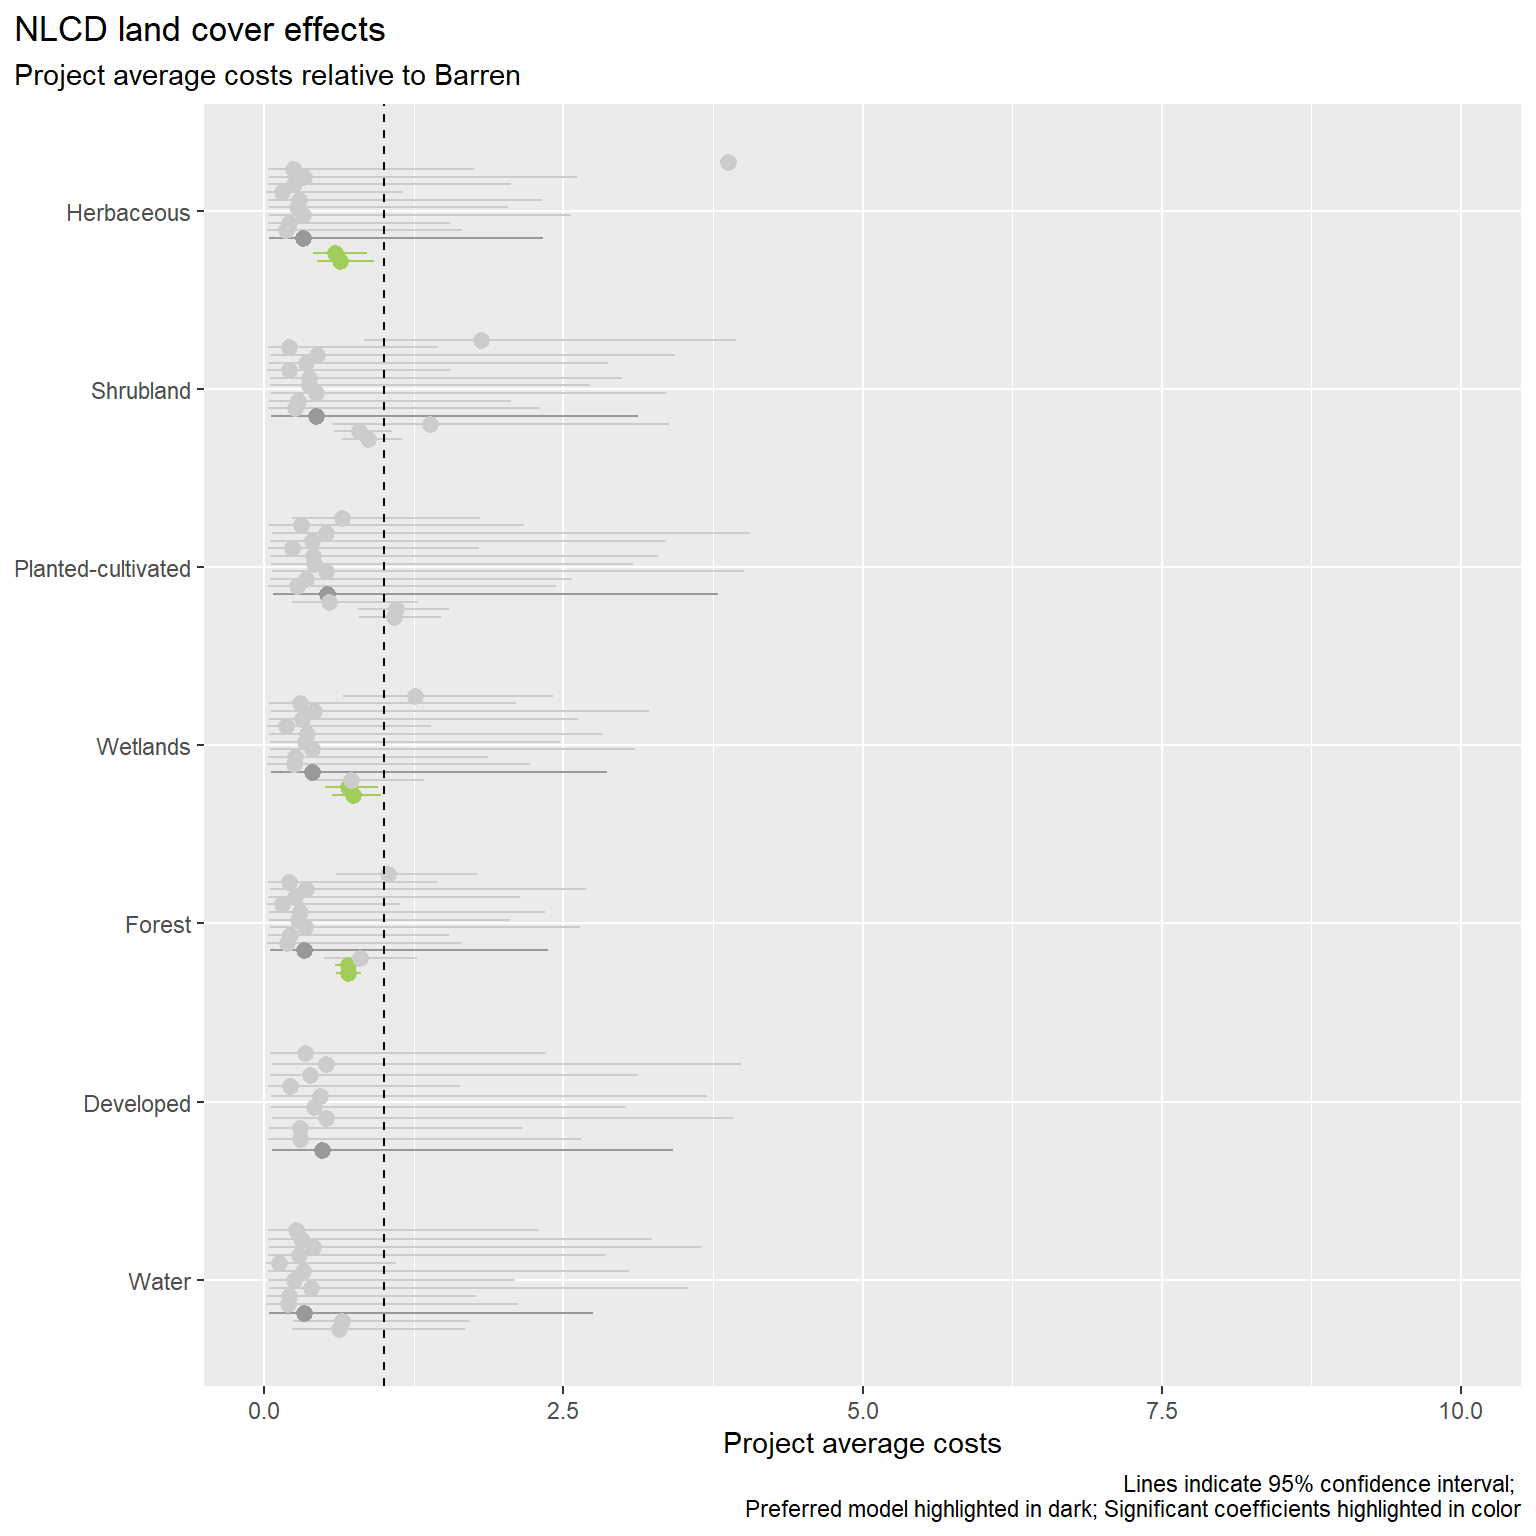 NLCD land cover effects
Project average costs relative to Barren
Herbaceous
Shrubland
Planted-cultivated
Wetlands
Forest
Developed
Water
0.0 2.5 5.0 7.5 10.0
Project average costs
Lines indicate 95% confidence interval;
Preferred model highlighted in dark; Significant coefficients highlighted in color